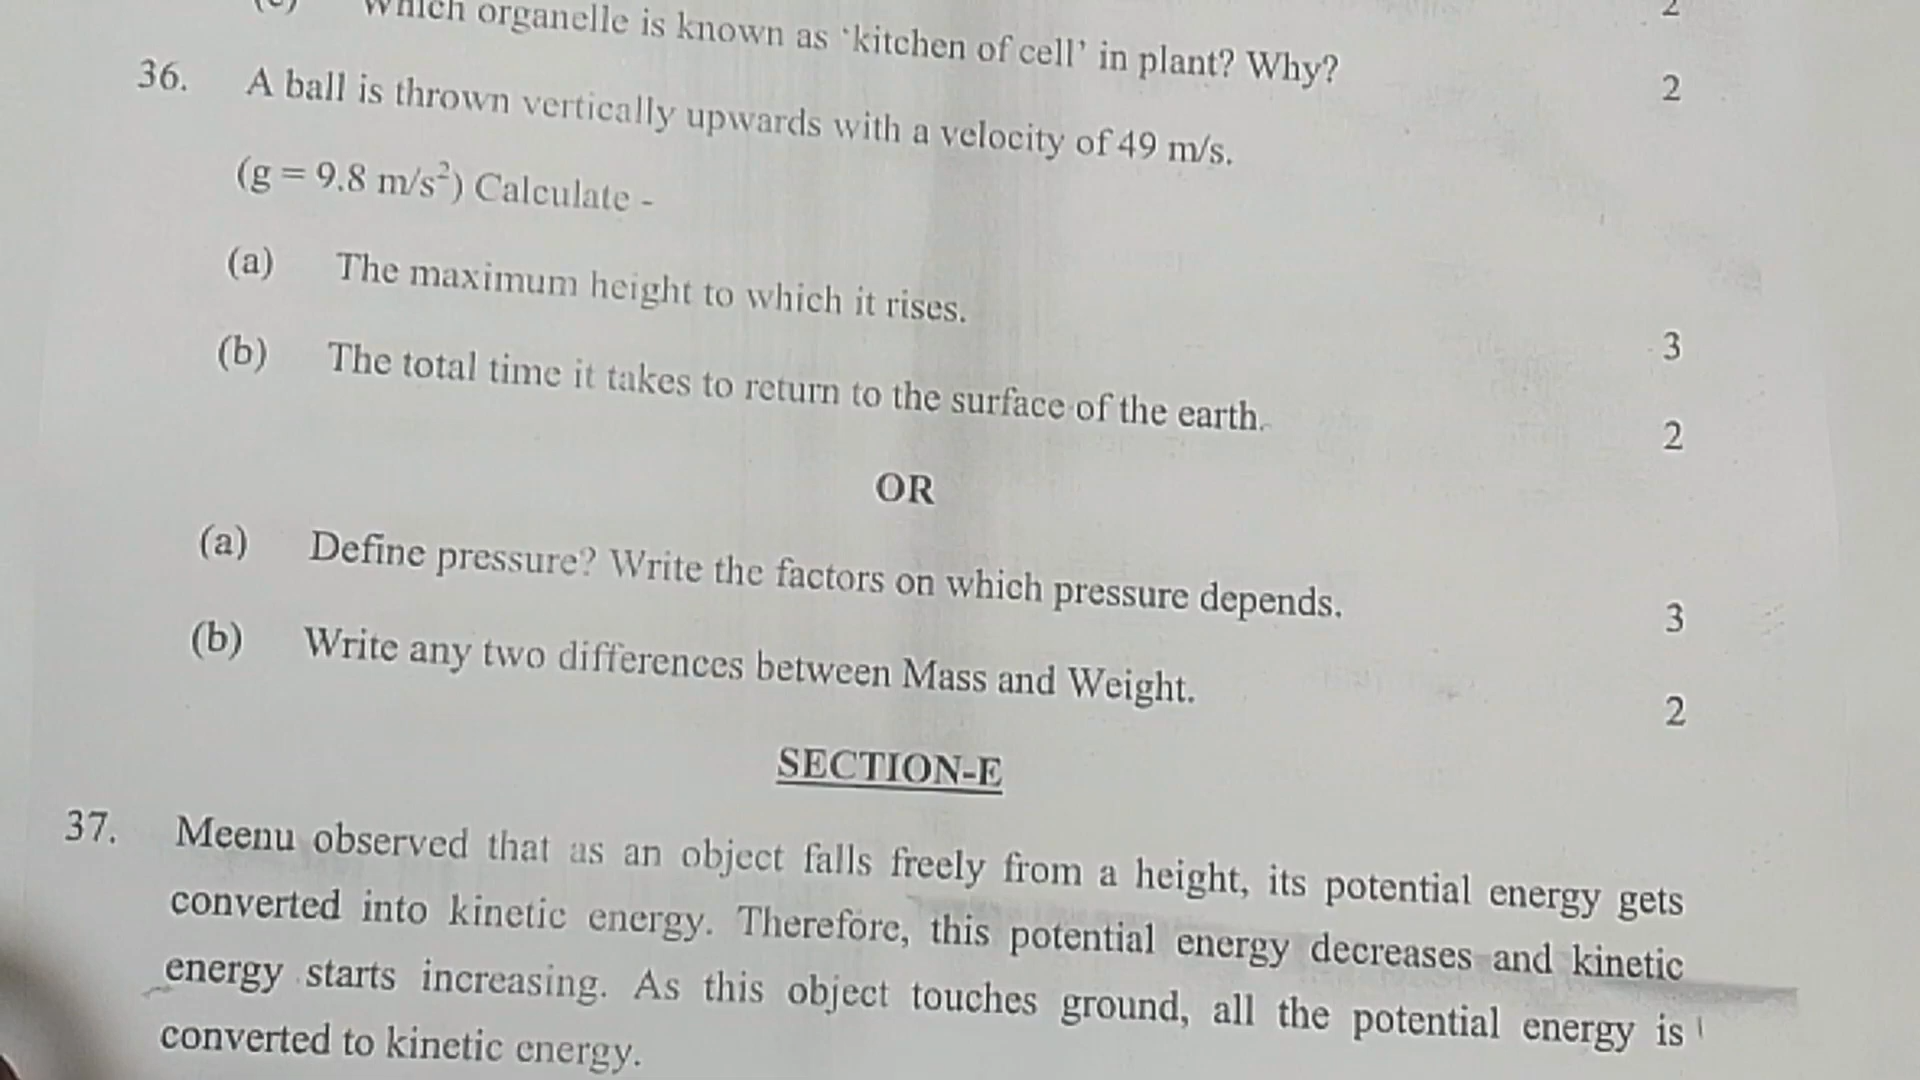 (c) Which organelle is known as 'kitchen of cell' in plant? Why? 2
2
36. A ball is thrown vertically upwards with a velocity of 49 m/s.
(g = 9.8 m/s²) Calculate -
(a) The maximum height to which it rises. 3
(b) The total time it takes to return to the surface of the earth. 2
OR
(a) Define pressure? Write the factors on which pressure depends. 3
(b) Write any two differences between Mass and Weight. 2
SECTION-E
37. Meenu observed that as an object falls freely from a height, its potential energy gets
converted into kinetic energy. Therefore, this potential energy decreases and kinetic
energy starts increasing. As this object touches ground, all the potential energy is
converted to kinetic energy.